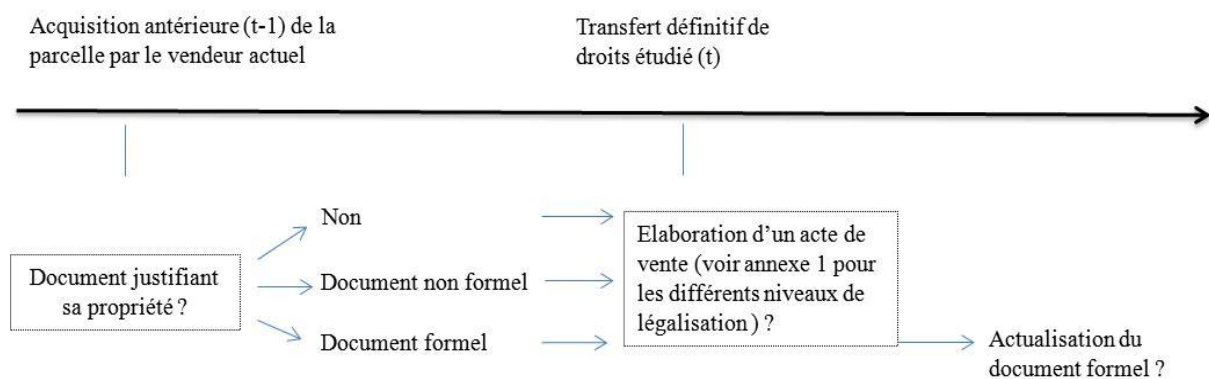 Acquisition antérieure (t-1) de la
parcelle par le vendeur actuel
Transfert définitif de
droits étudié (t)
Document justifiant
sa propriété ?
Non
Document non formel
Document formel
Elaboration d'un acte de
vente (voir annexe 1 pour
les différents niveaux de
légalisation) ?
Actualisation du
document formel ?